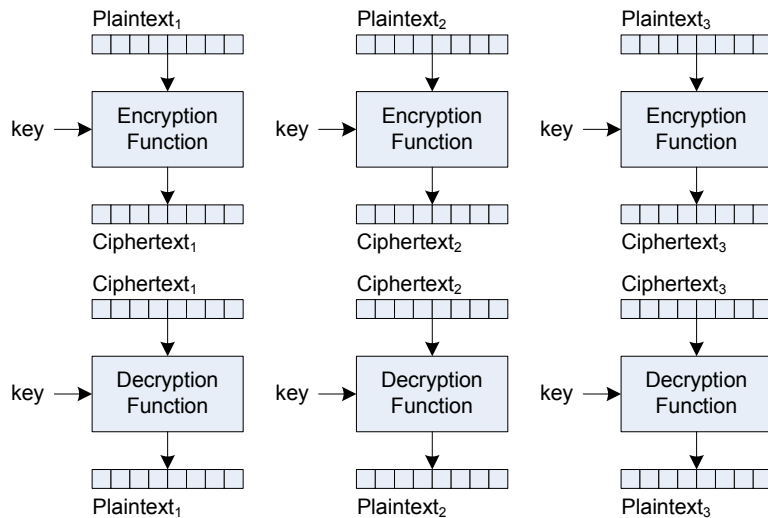 Plaintext₁ Plaintext₂ Plaintext₃
key Encryption Function key Encryption Function key Encryption Function
Ciphertext₁ Ciphertext₂ Ciphertext₃
Ciphertext₁ Ciphertext₂ Ciphertext₃
key Decryption Function key Decryption Function key Decryption Function
Plaintext₁ Plaintext₂ Plaintext₃